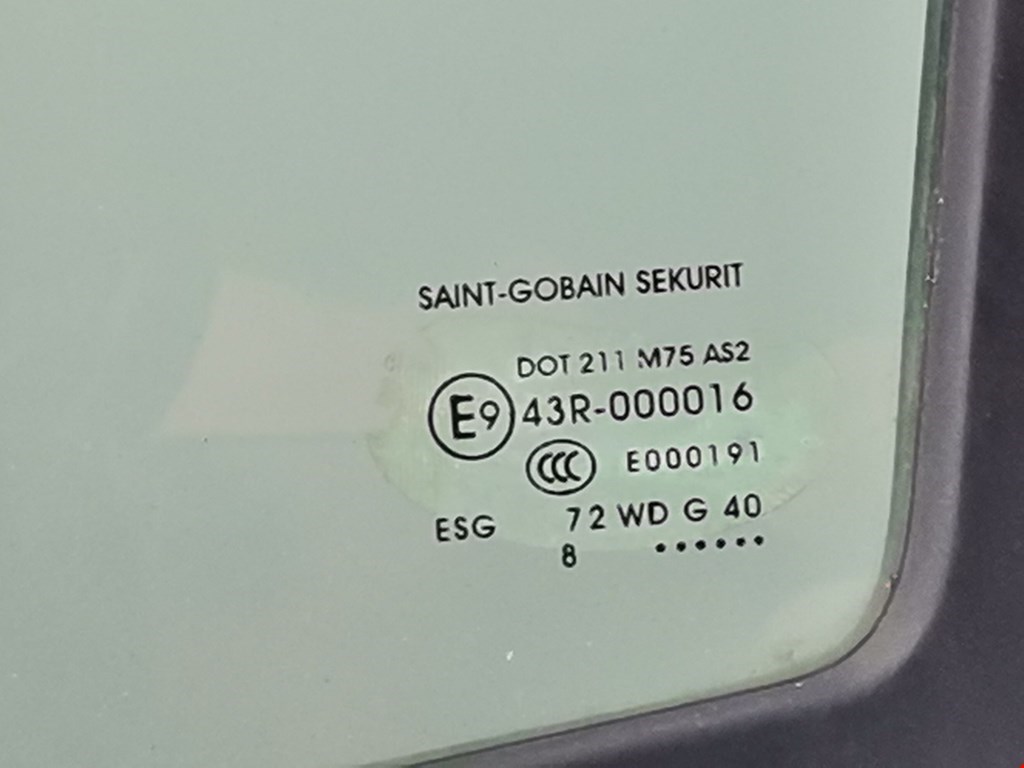 SAINT-GOBAIN SEKURIT
DOT 211 M75 AS2
E9 43R-000016
CCC E000191
ESG 72 WD G 40
8 ••••••